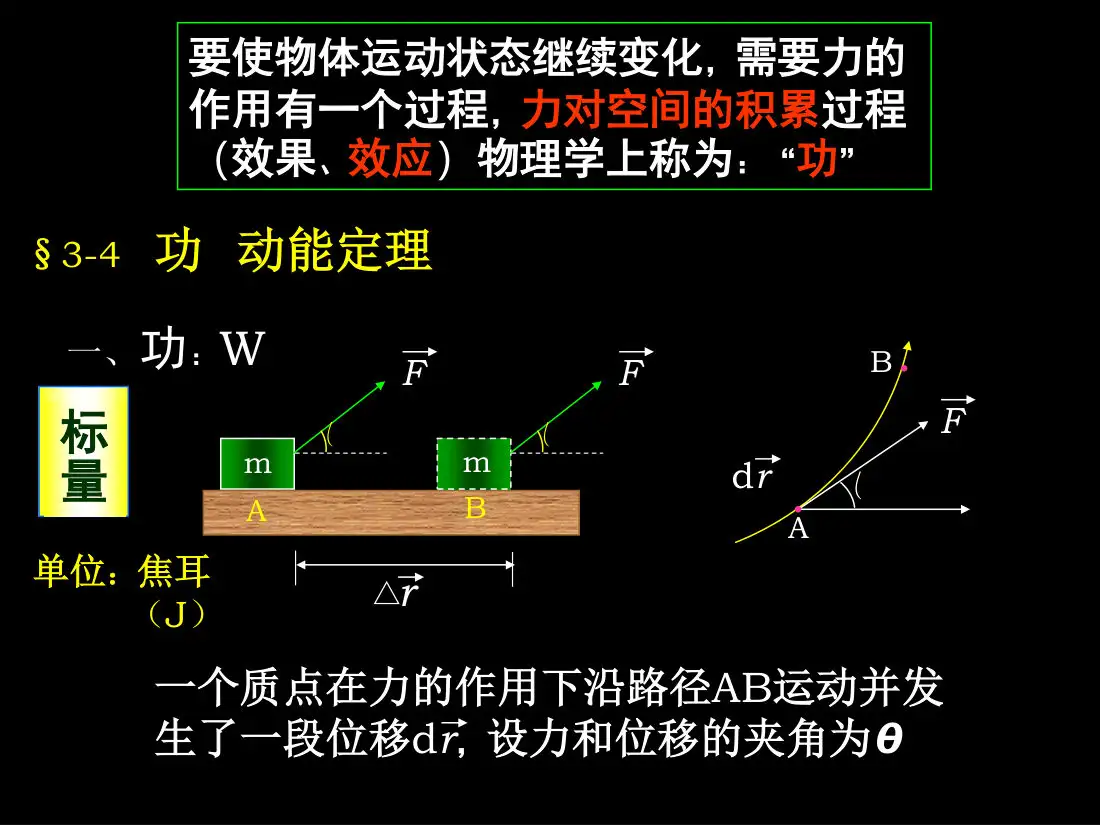 要使物体运动状态继续变化，需要力的
作用有一个过程，力对空间的积累过程
（效果、效应）物理学上称为：“功”
§3-4 功 动能定理
一、功：W
标
量
F
F
m
m
A
B
△r
B
F
dr
A
单位：焦耳
（J）
一个质点在力的作用下沿路径AB运动并发
生了一段位移dr，设力和位移的夹角为θ